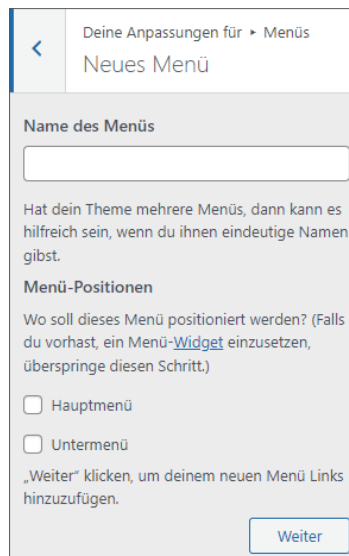 Deine Anpassungen für ▸ Menüs
Neues Menü
Name des Menüs
Hat dein Theme mehrere Menüs, dann kann es
hilfreich sein, wenn du ihnen eindeutige Namen
gibst.
Menü-Positionen
Wo soll dieses Menü positioniert werden? (Falls
du vorhast, ein Menü-Widget einzusetzen,
überspringe diesen Schritt.)
Hauptmenü
Untermenü
„Weiter“ klicken, um deinem neuen Menü Links
hinzuzufügen.
Weiter